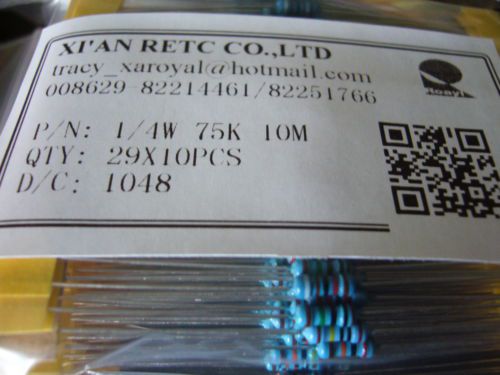 XI'AN RETC CO.,LTD
tracy_xaroyal@hotmail.com
008629-82214461/82251766
P/N: 1/4W 75K 10M
QTY: 29X10PCS
D/C: 1048